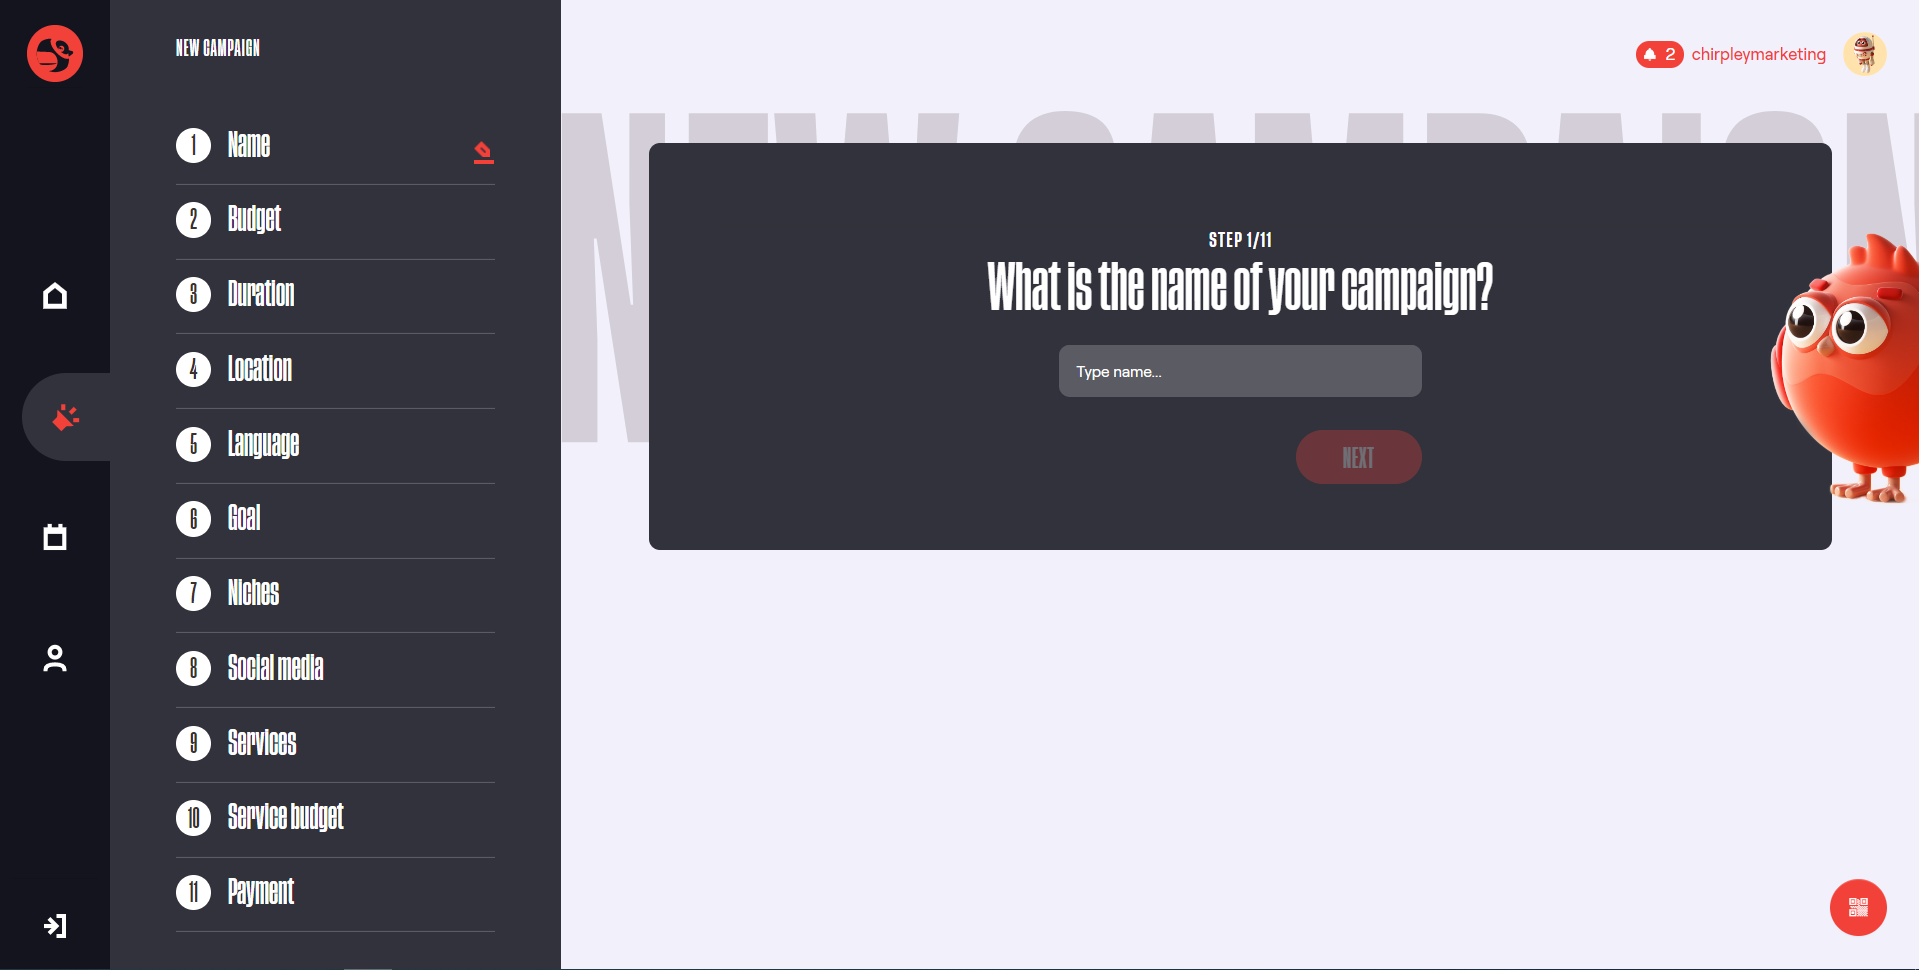 NEW CAMPAIGN
1 Name
2 Budget
3 Duration
4 Location
5 Language
6 Goal
7 Niches
8 Social media
9 Services
10 Service budget
11 Payment
2 chirpleymarketing
NEW CAMPAIGN
STEP 1/11
What is the name of your campaign?
Type name...
NEXT